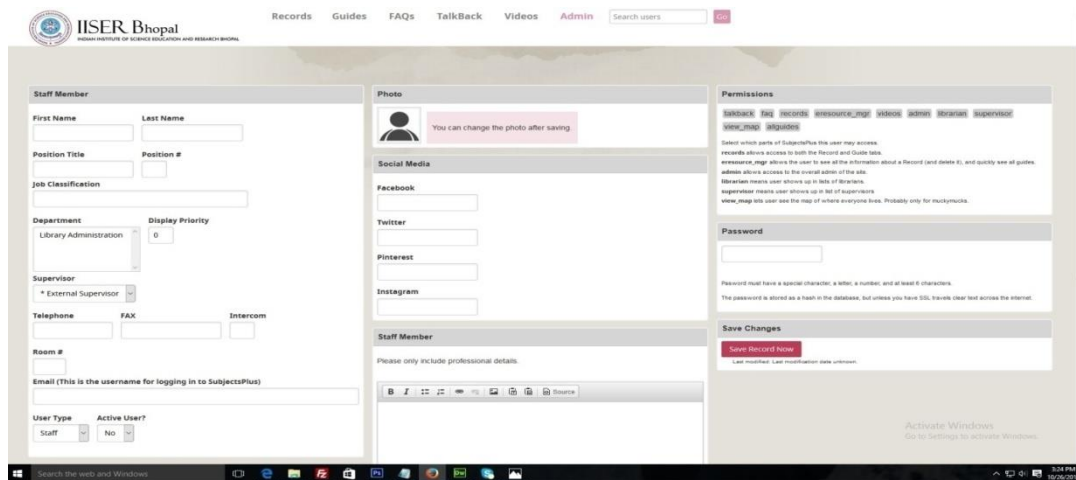 IISER Bhopal
INDIAN INSTITUTE OF SCIENCE EDUCATION AND RESEARCH BHOPAL
Records Guides FAQs TalkBack Videos Admin Search users Go
Staff Member
First Name Last Name
Position Title Position #
Job Classification
Department Display Priority
Library Administration 0
Supervisor
* External Supervisor
Telephone FAX Intercom
Room #
Email (This is the username for logging in to SubjectsPlus)
User Type Active User?
Staff No
Photo
You can change the photo after saving.
Social Media
Facebook
Twitter
Pinterest
Instagram
Staff Member
Please only include professional details.
B I Source
Permissions
talkback faq records eresource_mgr videos admin librarian supervisor
view_map allguides
Select which parts of SubjectsPlus this user may access.
records allows access to both the Record and Guide tabs.
eresource_mgr allows the user to see all the information about a Record (and delete it), and quickly see all guides.
admin allows access to the overall admin of the site.
librarian means user shows up in lists of librarians.
supervisor means user shows up in list of supervisors
view_map lets user see the map of where everyone lives. Probably only for muckymucks.
Password
Password must have a special character, a letter, a number, and at least 6 characters.
The password is stored as a hash in the database, but unless you have SSL travels clear text across the internet.
Save Changes
Save Record Now
Last modified: Last modification date unknown.
Activate Windows
Go to Settings to activate Windows.
Search the web and Windows
Fz Ps Dw
3:24 PM